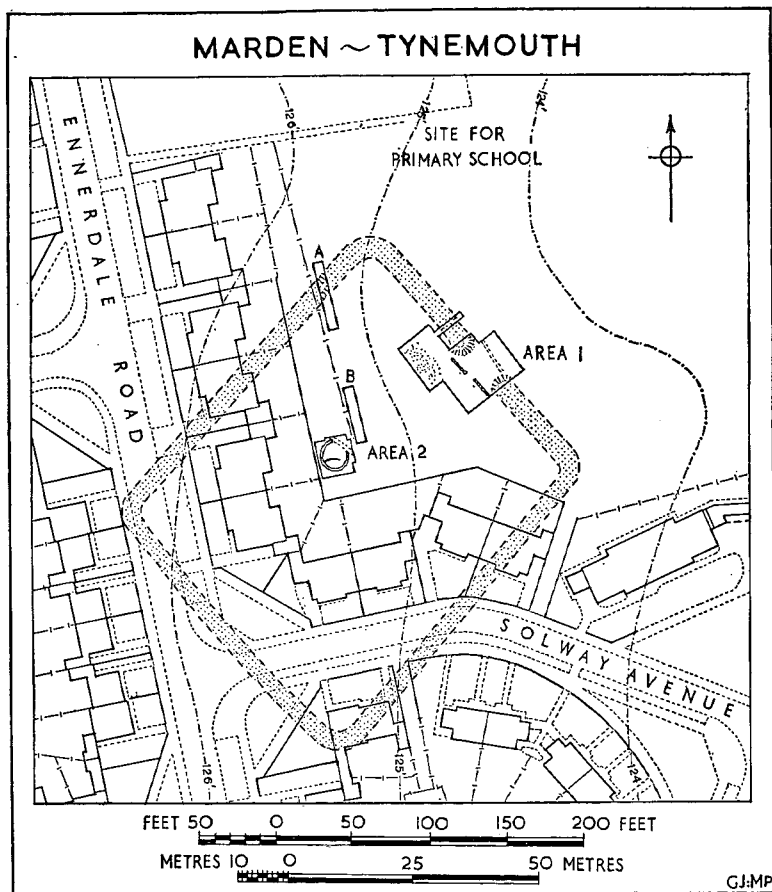 MARDEN ~ TYNEMOUTH
126'
125'
124'
SITE FOR
PRIMARY SCHOOL
ENNERDALE ROAD
A
AREA 1
B
AREA 2
SOLWAY AVENUE
126'
125'
124'
FEET 50 0 50 100 150 200 FEET
METRES 10 0 25 50 METRES
GJ:MP